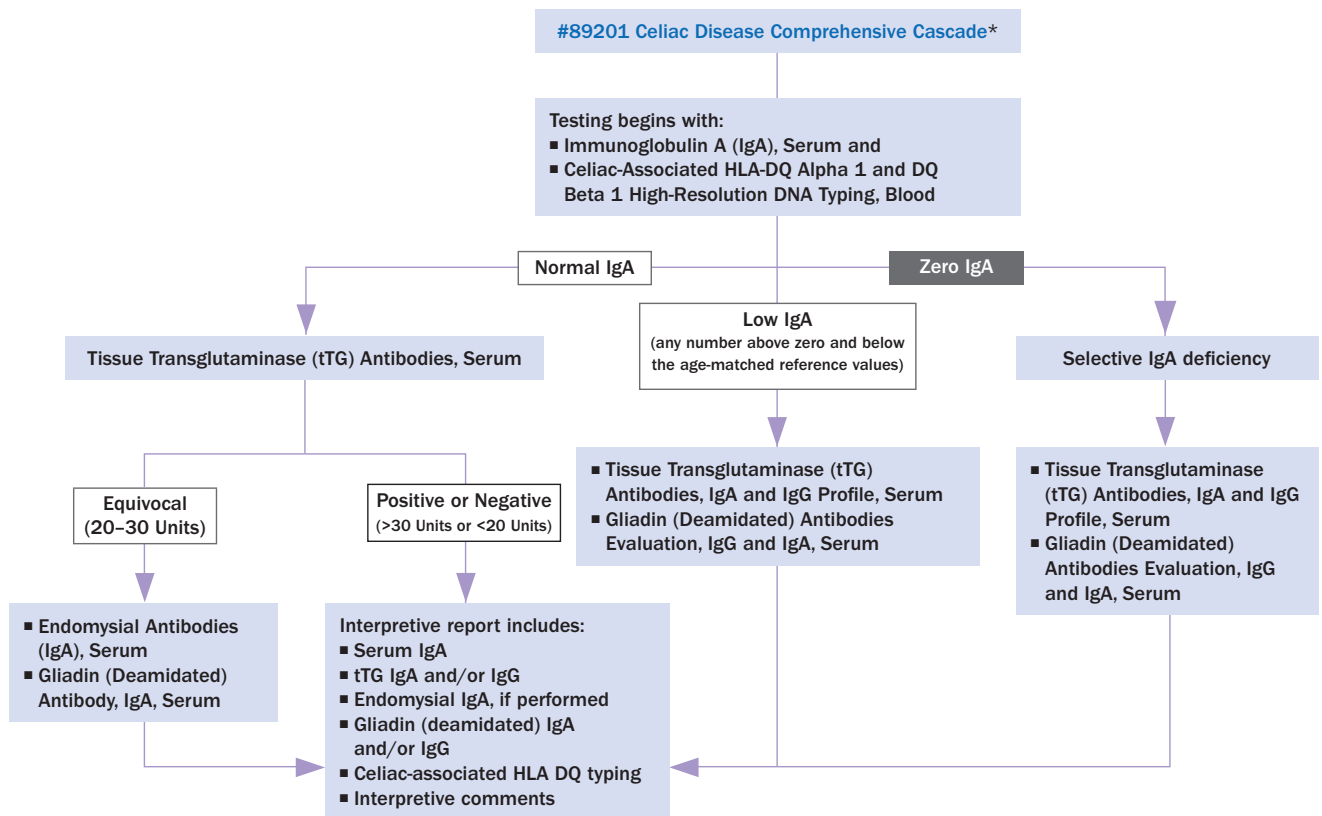 #89201 Celiac Disease Comprehensive Cascade*
Testing begins with:
■ Immunoglobulin A (IgA), Serum and
■ Celiac-Associated HLA-DQ Alpha 1 and DQ
Beta 1 High-Resolution DNA Typing, Blood
Normal IgA
Zero IgA
Low IgA
(any number above zero and below
the age-matched reference values)
Tissue Transglutaminase (tTG) Antibodies, Serum
Selective IgA deficiency
Equivocal
(20–30 Units)
Positive or Negative
(>30 Units or <20 Units)
■ Tissue Transglutaminase (tTG)
Antibodies, IgA and IgG Profile, Serum
■ Gliadin (Deamidated) Antibodies
Evaluation, IgG and IgA, Serum
■ Tissue Transglutaminase
(tTG) Antibodies, IgA and IgG
Profile, Serum
■ Gliadin (Deamidated)
Antibodies Evaluation, IgG
and IgA, Serum
■ Endomysial Antibodies
(IgA), Serum
■ Gliadin (Deamidated)
Antibody, IgA, Serum
Interpretive report includes:
■ Serum IgA
■ tTG IgA and/or IgG
■ Endomysial IgA, if performed
■ Gliadin (deamidated) IgA
and/or IgG
■ Celiac-associated HLA DQ typing
■ Interpretive comments